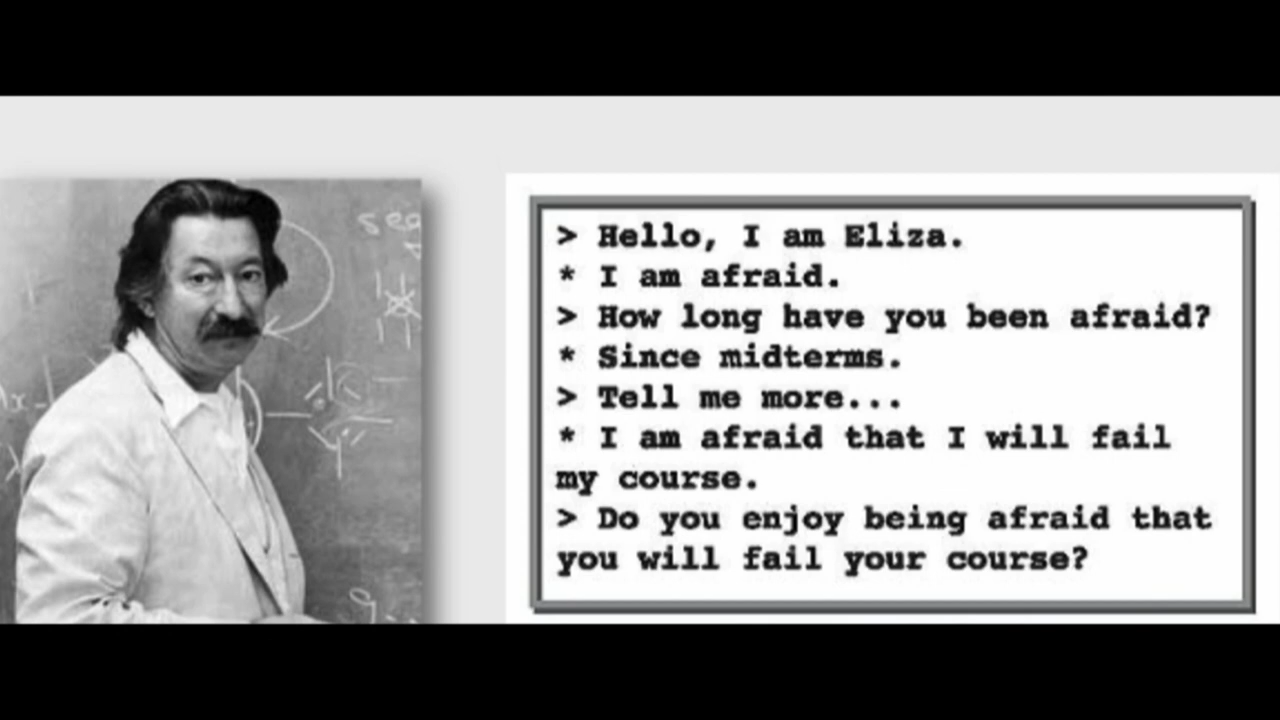 > Hello, I am Eliza.
* I am afraid.
> How long have you been afraid?
* Since midterms.
> Tell me more...
* I am afraid that I will fail
my course.
> Do you enjoy being afraid that
you will fail your course?